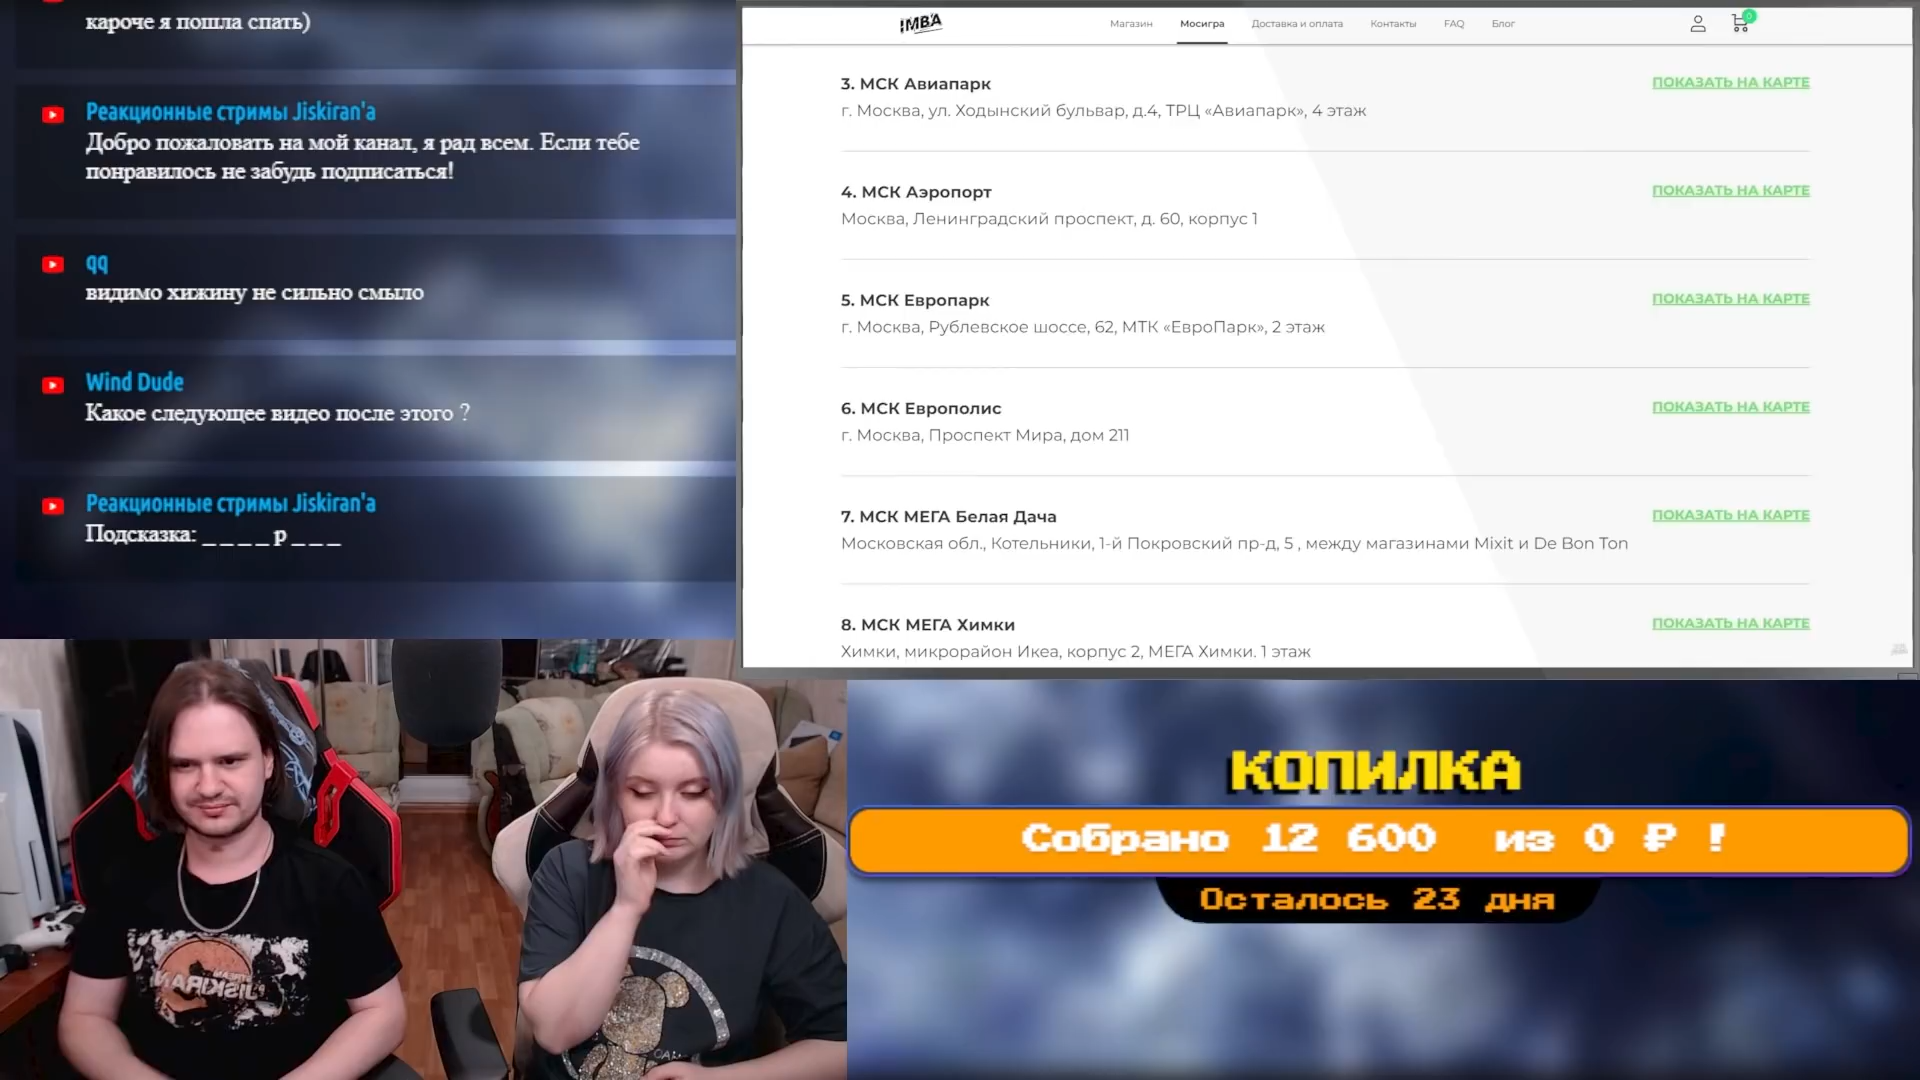 кароче я пошла спать)
Реакционные стримы Jiskiran'а
Добро пожаловать на мой канал, я рад всем. Если тебе
понравилось не забудь подписаться!
qq
видимо хижину не сильно смыло
Wind Dude
Какое следующее видео после этого ?
Реакционные стримы Jiskiran'а
Подсказка: _ _ _ _ р _ _ _
IMBA
Магазин
Мосигра
Доставка и оплата
Контакты
FAQ
Блог
0
3. МСК Авиапарк
ПОКАЗАТЬ НА КАРТЕ
г. Москва, ул. Ходынский бульвар, д.4, ТРЦ «Авиапарк», 4 этаж
4. МСК Аэропорт
ПОКАЗАТЬ НА КАРТЕ
Москва, Ленинградский проспект, д. 60, корпус 1
5. МСК Европарк
ПОКАЗАТЬ НА КАРТЕ
г. Москва, Рублевское шоссе, 62, МТК «ЕвроПарк», 2 этаж
6. МСК Европолис
ПОКАЗАТЬ НА КАРТЕ
г. Москва, Проспект Мира, дом 211
7. МСК МЕГА Белая Дача
ПОКАЗАТЬ НА КАРТЕ
Московская обл., Котельники, 1-й Покровский пр-д, 5 , между магазинами Mixit и De Bon Ton
8. МСК МЕГА Химки
ПОКАЗАТЬ НА КАРТЕ
Химки, микрорайон Икеа, корпус 2, МЕГА Химки. 1 этаж
JISKIRAN
КОПИЛКА
Собрано 12 600 из 0 ₽ !
Осталось 23 дня